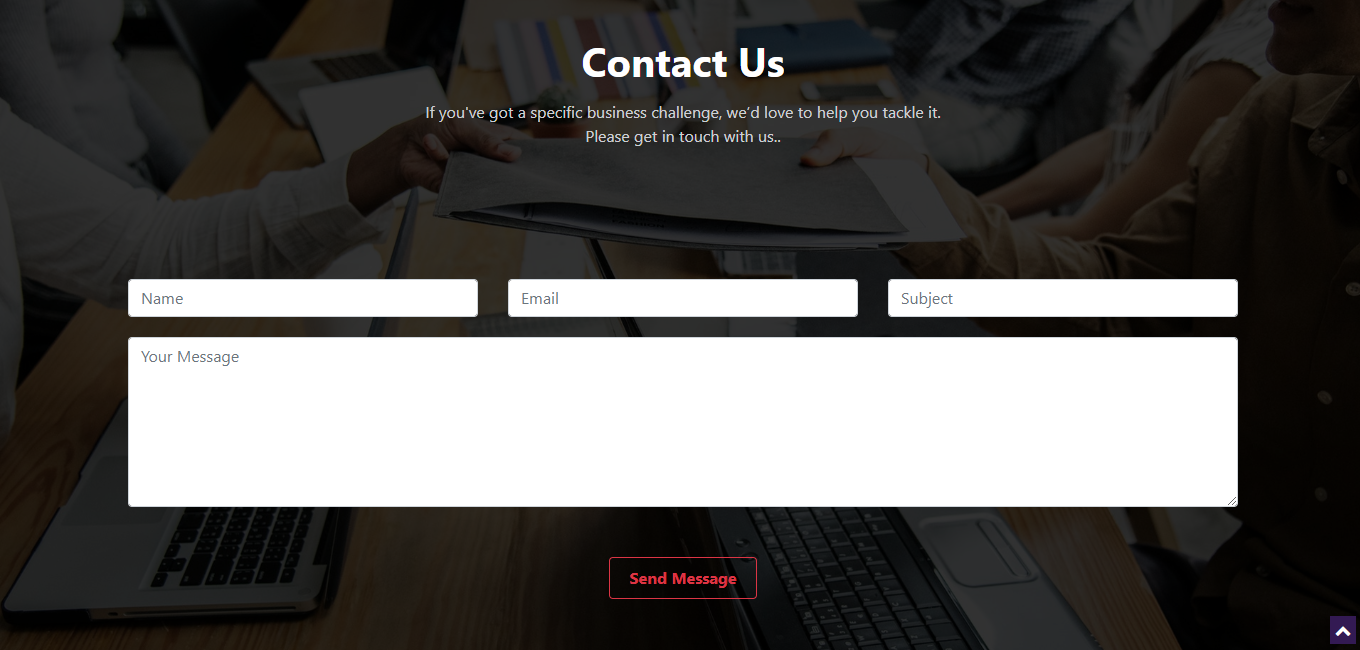 Contact Us
If you've got a specific business challenge, we’d love to help you tackle it.
Please get in touch with us..
Name
Email
Subject
Your Message
Send Message